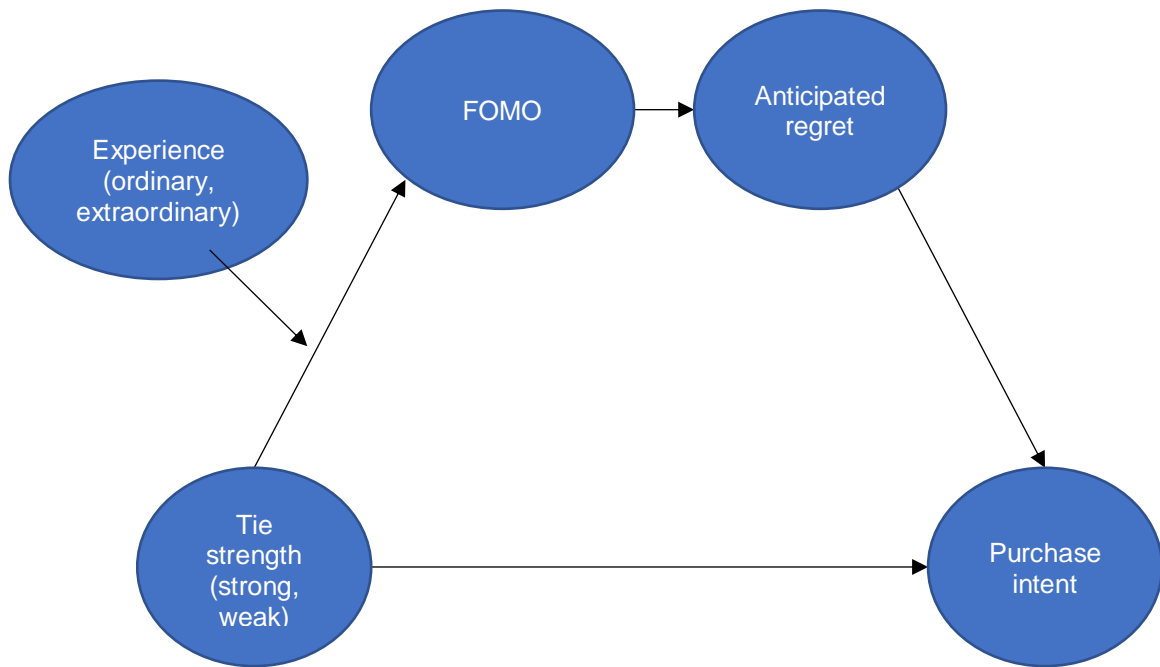 FOMO
Anticipated
regret
Experience
(ordinary,
extraordinary)
Tie
strength
(strong,
weak)
Purchase
intent